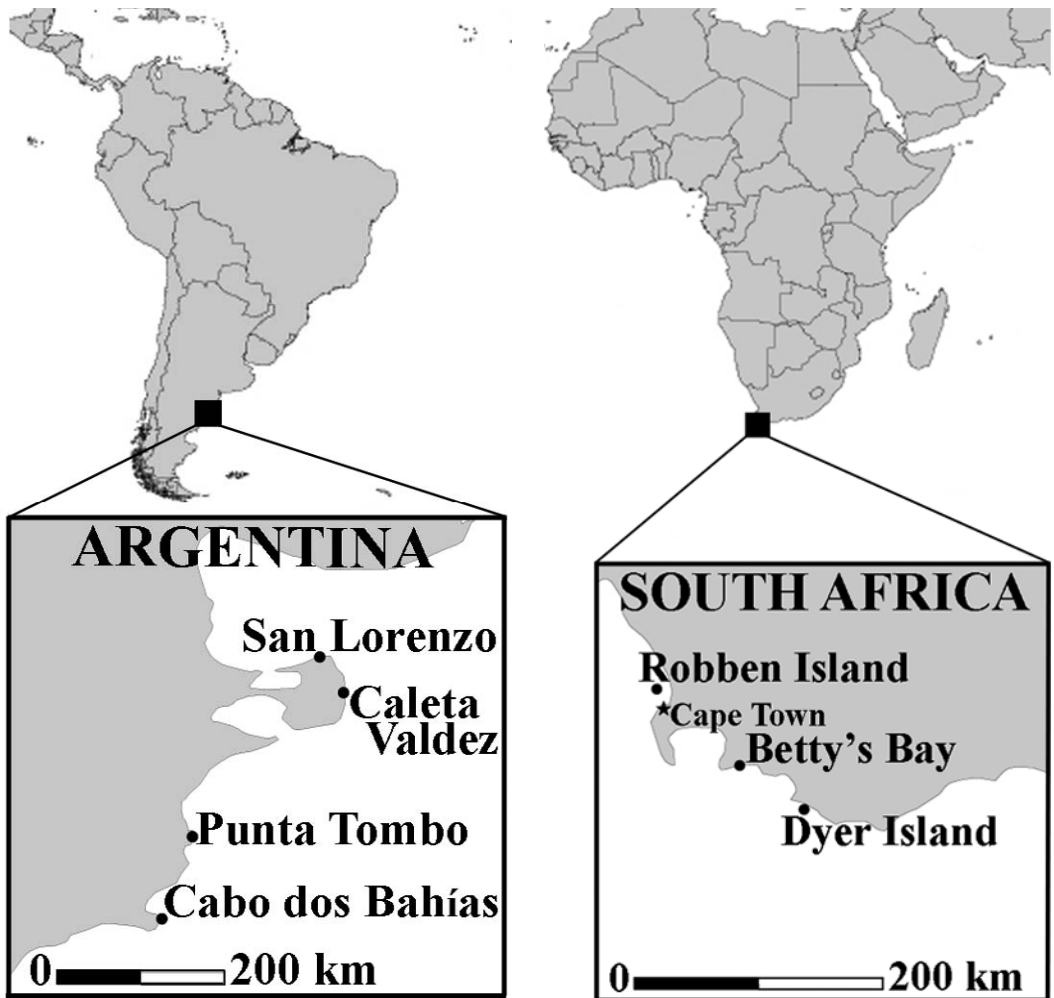 ARGENTINA
San Lorenzo
Caleta
Valdez
Punta Tombo
Cabo dos Bahías
0 200 km
SOUTH AFRICA
Robben Island
Cape Town
Betty's Bay
Dyer Island
0 200 km